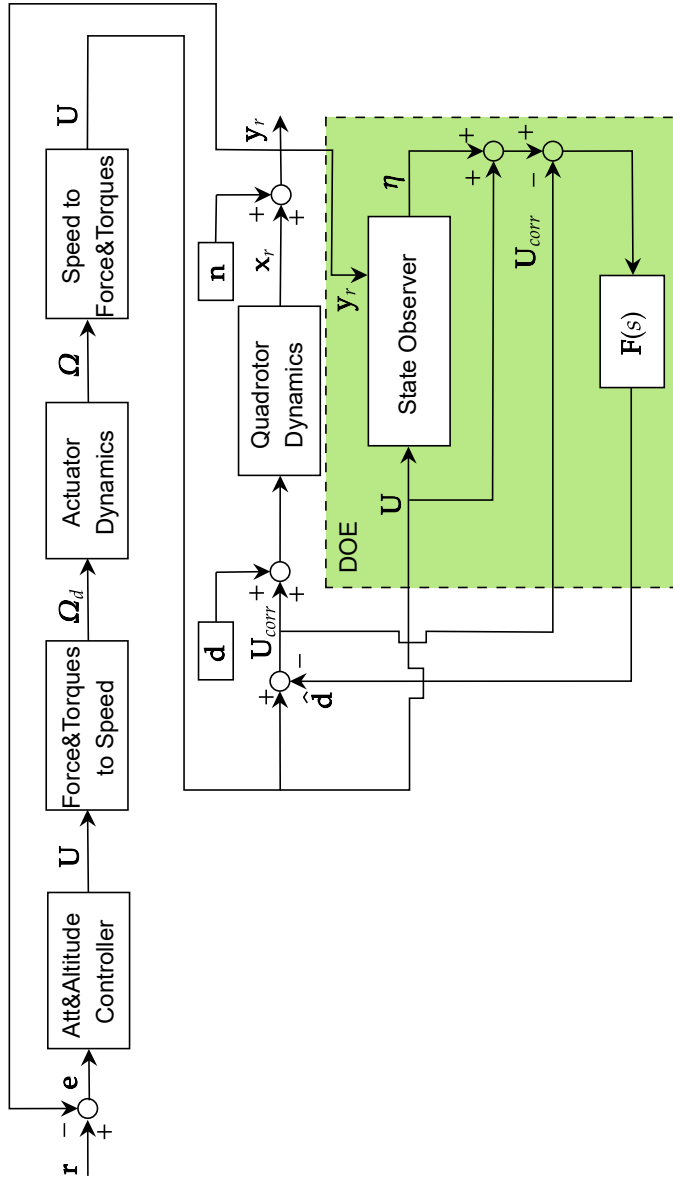 r
+
−
e
Att&Altitude
Controller
U
Force&Torques
to Speed
Ω_d
Actuator
Dynamics
Ω
Speed to
Force&Torques
U
d
n
+
−
d̂
U_corr
+
+
Quadrotor
Dynamics
x_r
+
+
y_r
DOE
U
y_r
State Observer
η
+
+
U_corr
+
−
F(s)